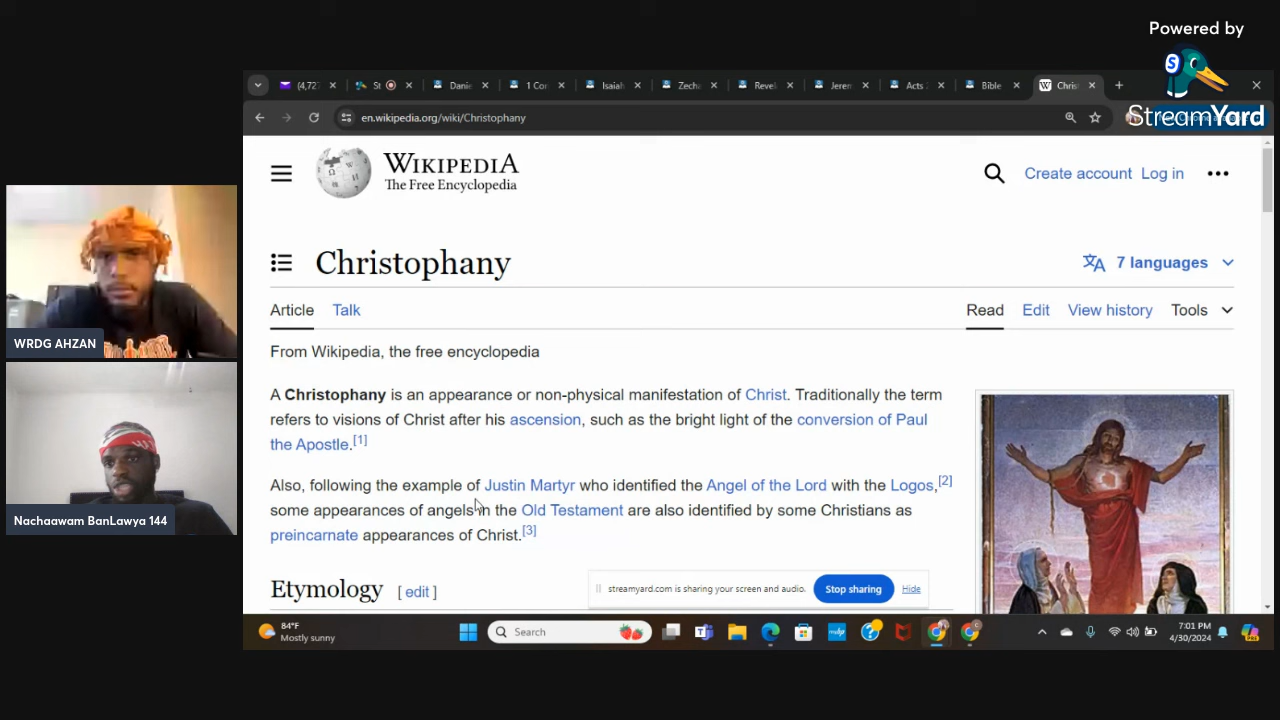 Powered by
StreamYard
(4,72
St
Danie
1 Cor
Isaiah
Zech
Reve
Jerem
Acts
Bible
Chris
en.wikipedia.org/wiki/Christophany
WIKIPEDIA
The Free Encyclopedia
Create account Log in
Christophany
7 languages
Article Talk Read Edit View history Tools
From Wikipedia, the free encyclopedia
A Christophany is an appearance or non-physical manifestation of Christ. Traditionally the term
refers to visions of Christ after his ascension, such as the bright light of the conversion of Paul
the Apostle.[1]
Also, following the example of Justin Martyr who identified the Angel of the Lord with the Logos,[2]
some appearances of angels in the Old Testament are also identified by some Christians as
preincarnate appearances of Christ.[3]
Etymology [ edit ]
streamyard.com is sharing your screen and audio. Stop sharing Hide
WRDG AHZAN
Nachaawam BanLawya 144
84°F
Mostly sunny
Search
7:01 PM
4/30/2024